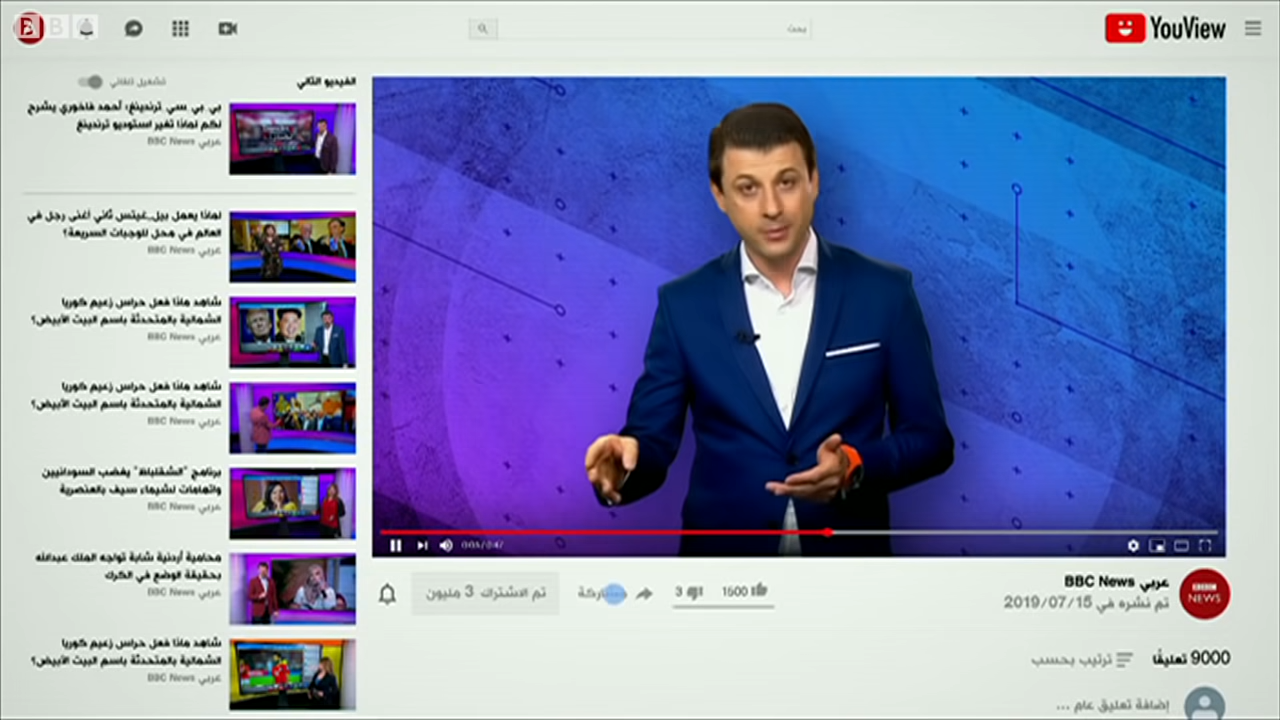 BBC
بحث
YouView
الفيديو التالي
تشغيل تلقائي
بي بي سي ترندينغ: أحمد فاخوري يشرح
لكم لماذا تغير استوديو ترندينغ
BBC News عربي
لماذا يعمل بيل غيتس ثاني أغنى رجل في
العالم في محل للوجبات السريعة؟
BBC News عربي
شاهد ماذا فعل حراس زعيم كوريا
الشمالية بالمتحدثة باسم البيت الأبيض؟
BBC News عربي
شاهد ماذا فعل حراس زعيم كوريا
الشمالية بالمتحدثة باسم البيت الأبيض؟
BBC News عربي
برنامج "الشقلباظ" يغضب السودانيين
واتهامات لشيماء سيف بالعنصرية
BBC News عربي
محامية أردنية شابة تواجه الملك عبدالله
بحقيقة الوضع في الكرك
BBC News عربي
شاهد ماذا فعل حراس زعيم كوريا
الشمالية بالمتحدثة باسم البيت الأبيض؟
BBC News عربي
BBC News عربي
تم نشره في 2019/07/15
BBC NEWS
1500
3
مشاركة
تم الاشتراك 3 مليون
9000 تعليقًا
ترتيب بحسب
إضافة تعليق عام ...